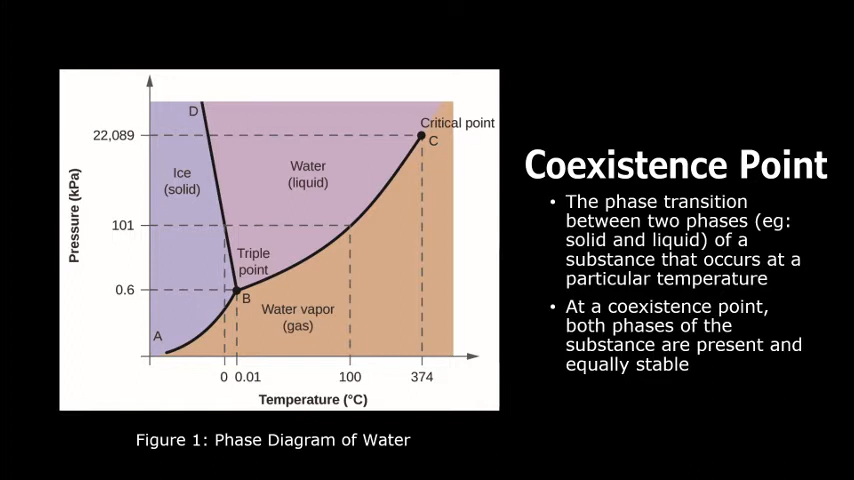 D
Critical point
22,089
C
Ice
(solid)
Water
(liquid)
Pressure (kPa)
101
Triple
point
0.6
B
Water vapor
(gas)
A
0 0.01 100 374
Temperature (°C)
Figure 1: Phase Diagram of Water
Coexistence Point
• The phase transition
between two phases (eg:
solid and liquid) of a
substance that occurs at a
particular temperature
• At a coexistence point,
both phases of the
substance are present and
equally stable